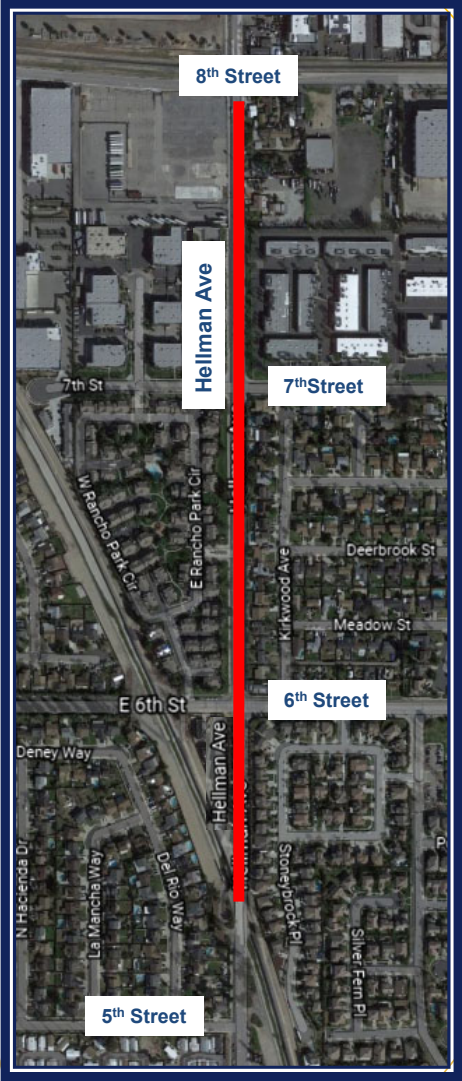 8th Street
Hellman Ave
7th St
7thStreet
W Rancho Park Cir
E Rancho Park Cir
Kirkwood Ave
Deerbrook St
Meadow St
E 6th St
6th Street
Hellman Ave
Deney Way
N Hacienda Dr
La Mancha Way
Del Rio Way
Stoneybrook Pl
Silver Fern Pl
P
5th Street